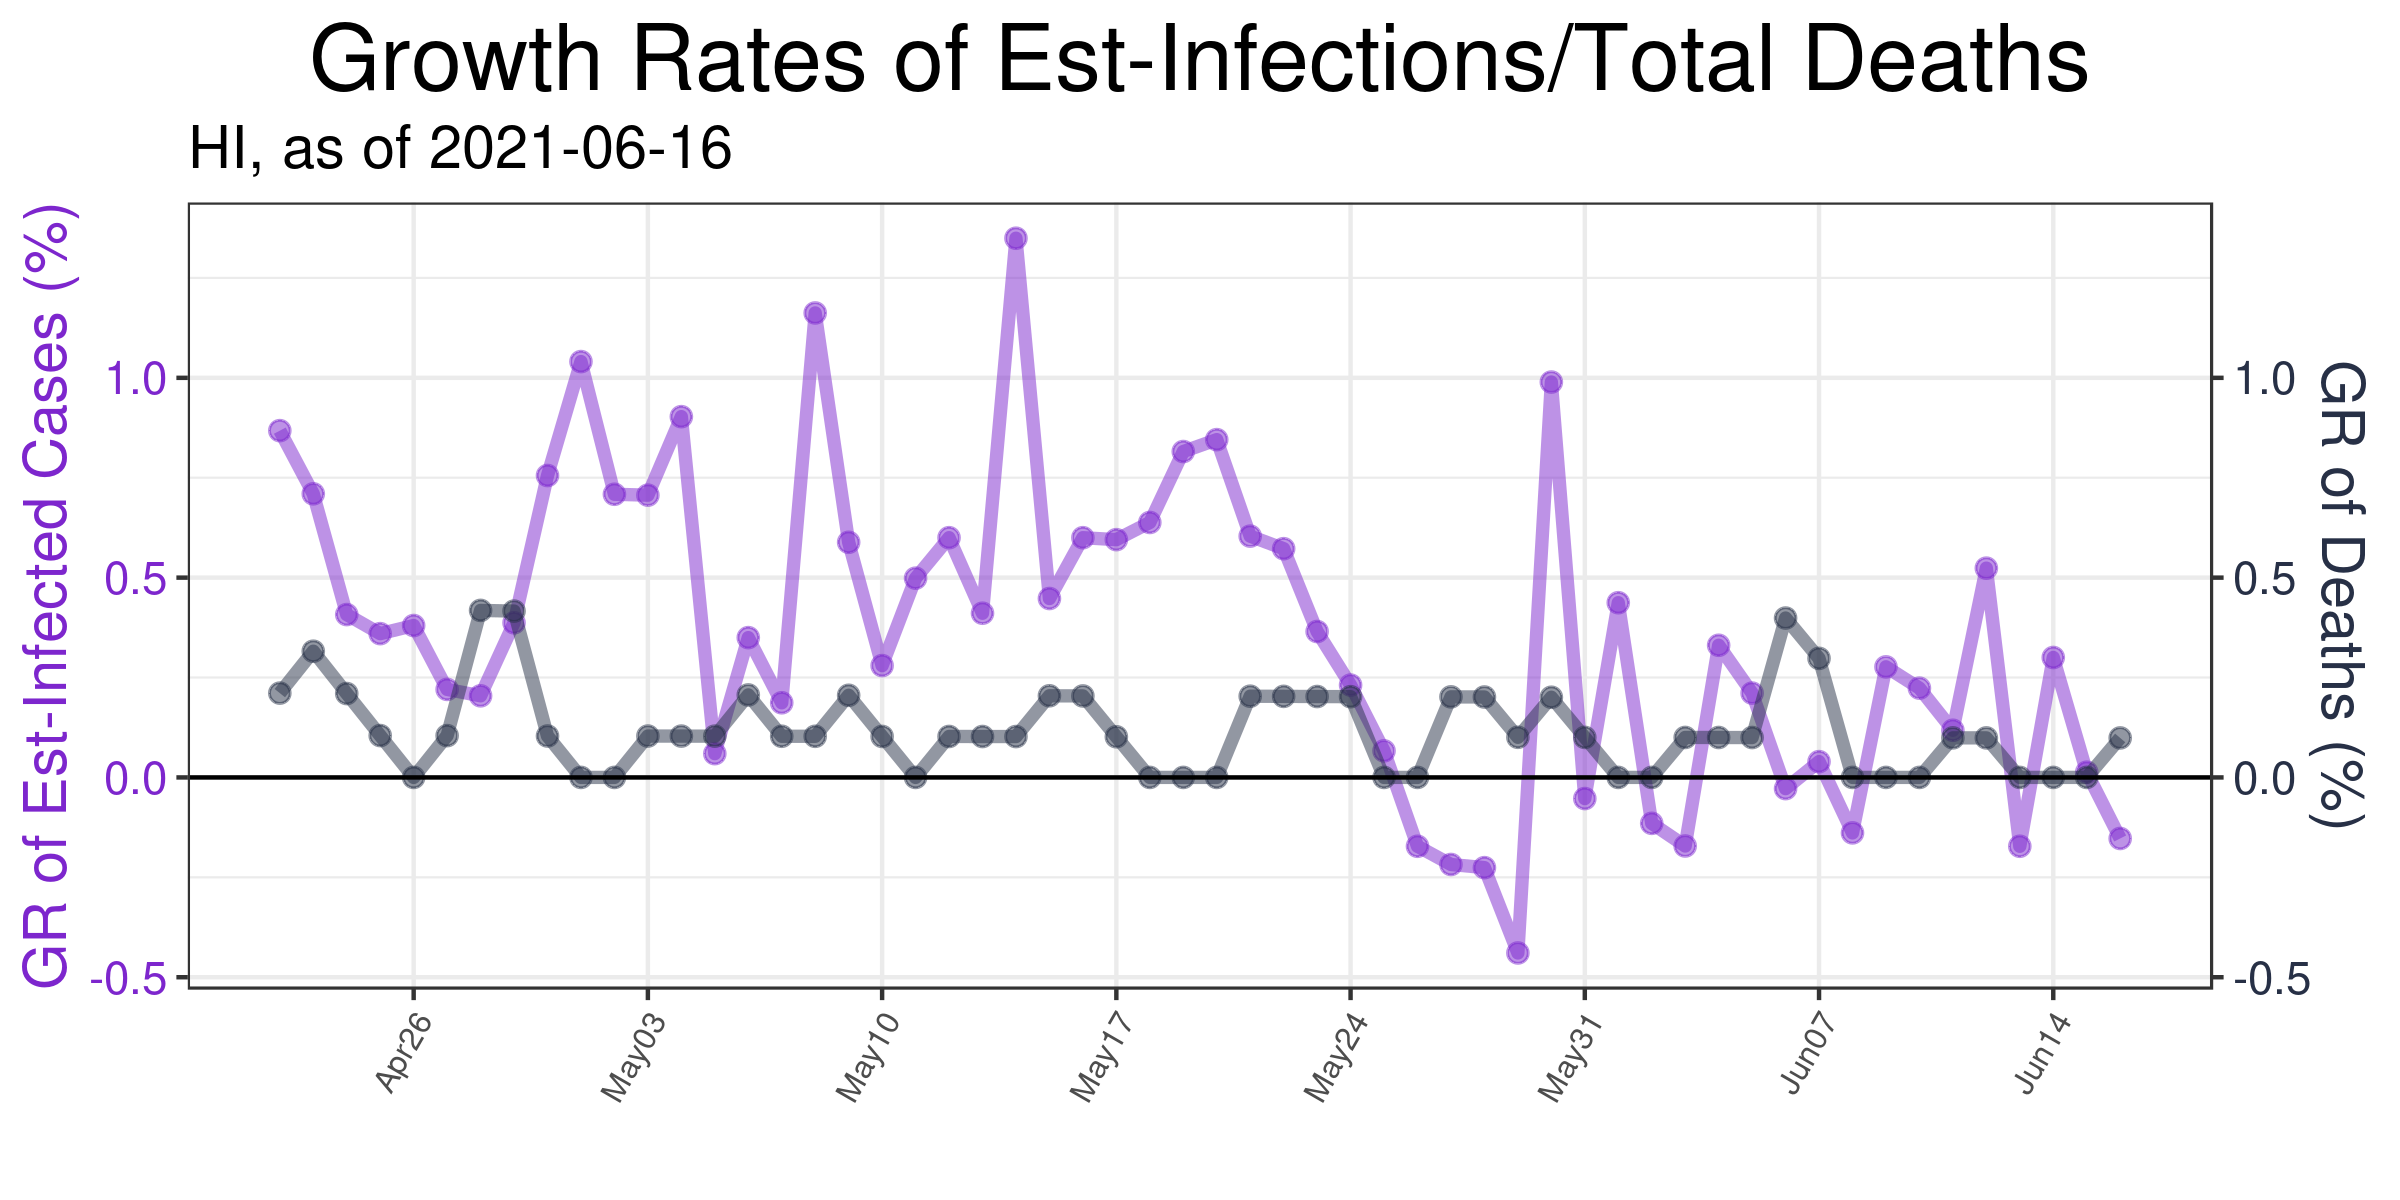 Growth Rates of Est-Infections/Total Deaths
HI, as of 2021-06-16
GR of Est-Infected Cases (%)
1.0
0.5
0.0
-0.5
1.0
0.5
0.0
-0.5
GR of Deaths (%)
Apr26
May03
May10
May17
May24
May31
Jun07
Jun14